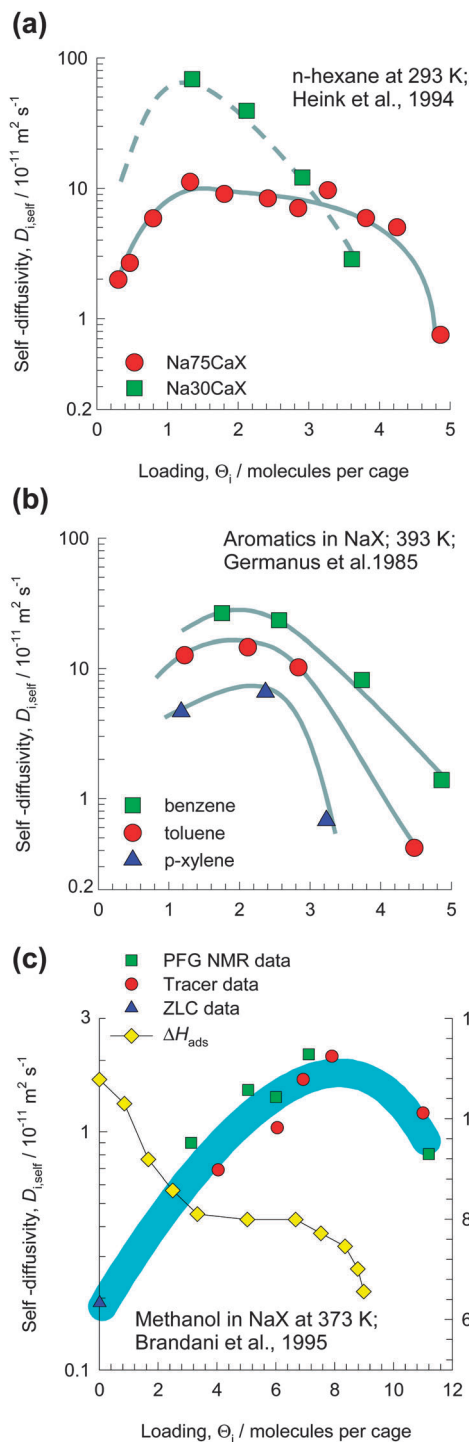 (a)
100
10
1
0.2
n-hexane at 293 K;
Heink et al., 1994
Na75CaX
Na30CaX
0 1 2 3 4 5
Self -diffusivity, D i,self / 10-11 m2 s-1
Loading, Θi / molecules per cage
(b)
100
10
1
0.2
Aromatics in NaX; 393 K;
Germanus et al.1985
benzene
toluene
p-xylene
0 1 2 3 4 5
Self -diffusivity, D i,self / 10-11 m2 s-1
Loading, Θi / molecules per cage
(c)
PFG NMR data
Tracer data
ZLC data
ΔHads
3
1
0.1
Methanol in NaX at 373 K;
Brandani et al., 1995
0 2 4 6 8 10 12
Self -diffusivity, D i,self / 10-11 m2 s-1
Loading, Θi / molecules per cage